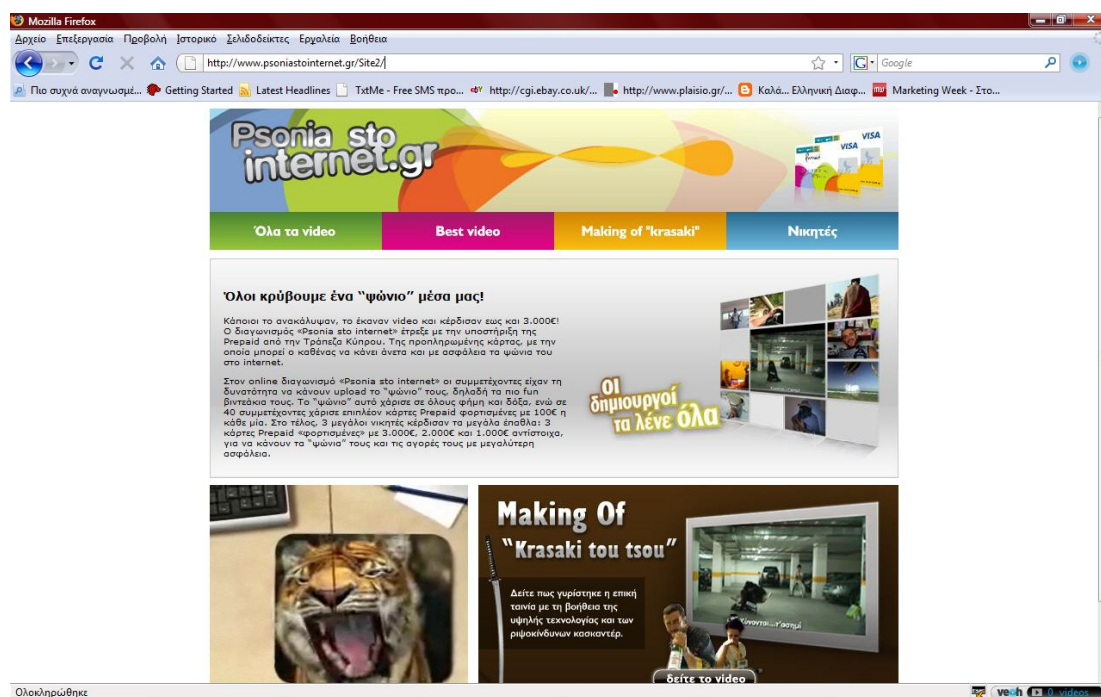 Mozilla Firefox
Αρχείο Επεξεργασία Προβολή Ιστορικό Σελιδοδείκτες Εργαλεία Βοήθεια
http://www.psoniastointernet.gr/Site2/
Google
Πιο συχνά αναγνωσμέ... Getting Started Latest Headlines TxtMe - Free SMS προ... http://cgi.ebay.co.uk/... http://www.plaisio.gr/... Καλά... Ελληνική Διαφ... Marketing Week - Στο...
Psonia sto
internet.gr
VISA
VISA
Όλα τα video
Best video
Making of "krasaki"
Νικητές
Όλοι κρύβουμε ένα “ψώνιο” μέσα μας!
Κάποιοι το ανακάλυψαν, το έκαναν video και κέρδισαν εως και 3.000€!
Ο διαγωνισμός «Psonia sto internet» έτρεξε με την υποστήριξη της
Prepaid από την Τράπεζα Κύπρου. Της προπληρωμένης κάρτας, με την
οποία μπορεί ο καθένας να κάνει άνετα και με ασφάλεια τα ψώνια του
στο internet.
Στον online διαγωνισμό «Psonia sto internet» οι συμμετέχοντες είχαν τη
δυνατότητα να κάνουν upload το “ψώνιο” τους, δηλαδή τα πιο fun
βιντεάκια τους. Το “ψώνιο” αυτό χάρισε σε όλους φήμη και δόξα, ενώ σε
40 συμμετέχοντες χάρισε επιπλέον κάρτες Prepaid φορτισμένες με 100€ η
κάθε μία. Στο τέλος, 3 μεγάλοι νικητές κέρδισαν τα μεγάλα έπαθλα: 3
κάρτες Prepaid «φορτισμένες» με 3.000€, 2.000€ και 1.000€ αντίστοιχα,
για να κάνουν τα “ψώνια” τους και τις αγορές τους με μεγαλύτερη
ασφάλεια.
οι
δημιουργοί
τα λένε όλα
Making Of
“Krasaki tou tsou”
Δείτε πως γυρίστηκε η επική
ταινία με τη βοήθεια της
υψηλής τεχνολογίας και των
ριψοκίνδυνων κασκαντέρ.
δείτε το video
Ολοκληρώθηκε
veoh 0 videos